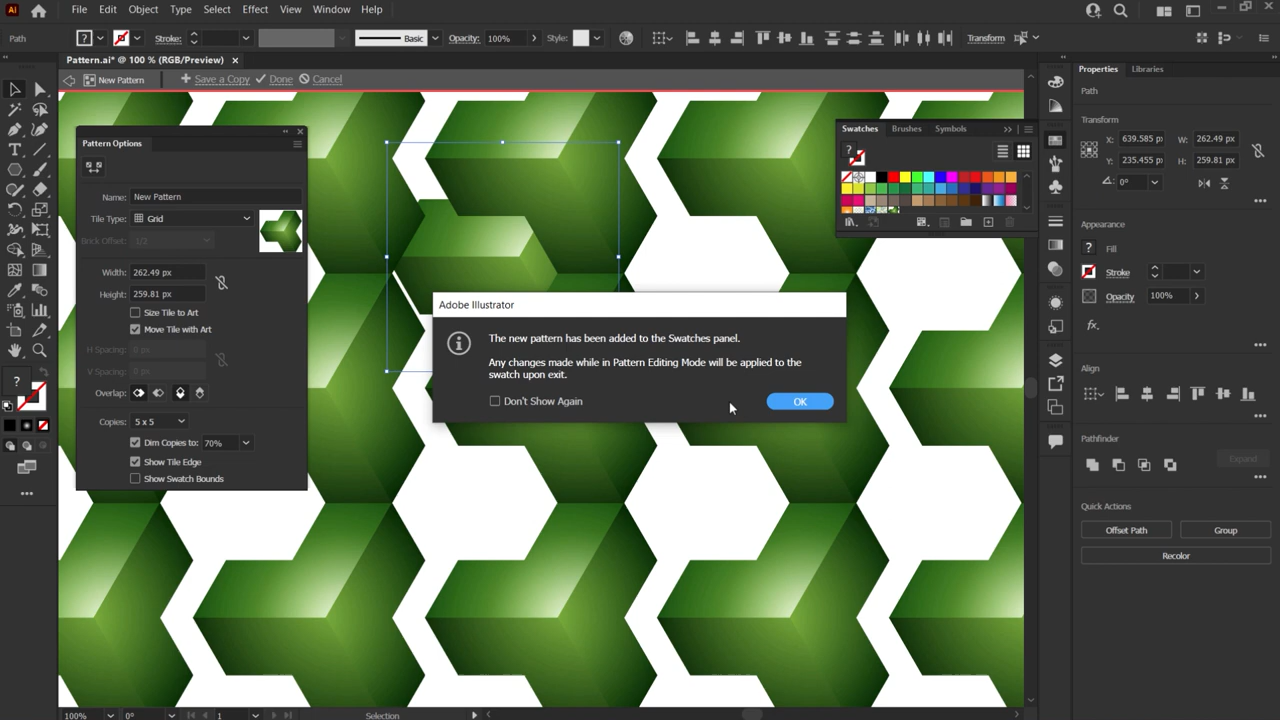 Ai
File Edit Object Type Select Effect View Window Help
Path
?
Stroke:
Basic
Opacity: 100%
Style:
Transform
Pattern.ai* @ 100 % (RGB/Preview)
New Pattern
Save a Copy Done Cancel
Pattern Options
Name: New Pattern
Tile Type: Grid
Brick Offset: 1/2
Width: 262.49 px
Height: 259.81 px
Size Tile to Art
Move Tile with Art
H Spacing: 0 px
V Spacing: 0 px
Overlap:
Copies: 5 x 5
Dim Copies to: 70%
Show Tile Edge
Show Swatch Bounds
Adobe Illustrator
The new pattern has been added to the Swatches panel.
Any changes made while in Pattern Editing Mode will be applied to the
swatch upon exit.
Don't Show Again
OK
Swatches Brushes Symbols
?
Properties Libraries
Path
Transform
X: 639.585 px W: 262.49 px
Y: 235.455 px H: 259.81 px
0°
Appearance
? Fill
Stroke
Opacity 100%
fx.
Align
Pathfinder
Expand
Quick Actions
Offset Path Group
Recolor
?
100% 0° 1 Selection